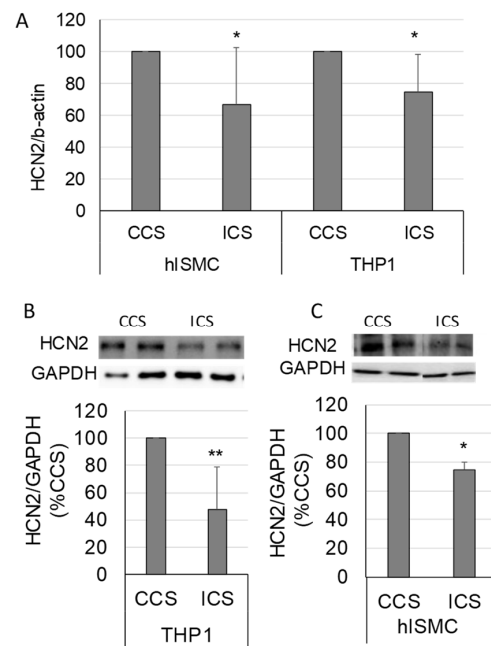 A
120
100
80
60
40
20
0
HCN2/b-actin
* *
CCS ICS CCS ICS
hISMC THP1
B
CCS ICS
HCN2
GAPDH
120
100
80
60
40
20
0
HCN2/GAPDH
(%CCS)
**
CCS ICS
THP1
C
CCS ICS
HCN2
GAPDH
120
100
80
60
40
20
0
HCN2/GAPDH
(%CCS)
*
CCS ICS
hISMC